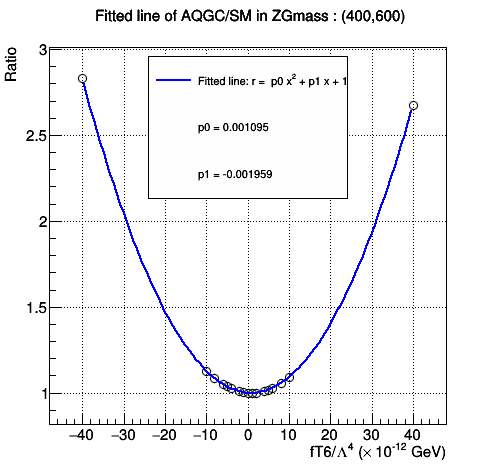 Fitted line of AQGC/SM in ZGmass : (400,600)
Ratio
3
2.5
2
1.5
1
Fitted line: r = p0 x² + p1 x + 1
p0 = 0.001095
p1 = -0.001959
−40 −30 −20 −10 0 10 20 30 40
fT6/Λ⁴ (× 10⁻¹² GeV)